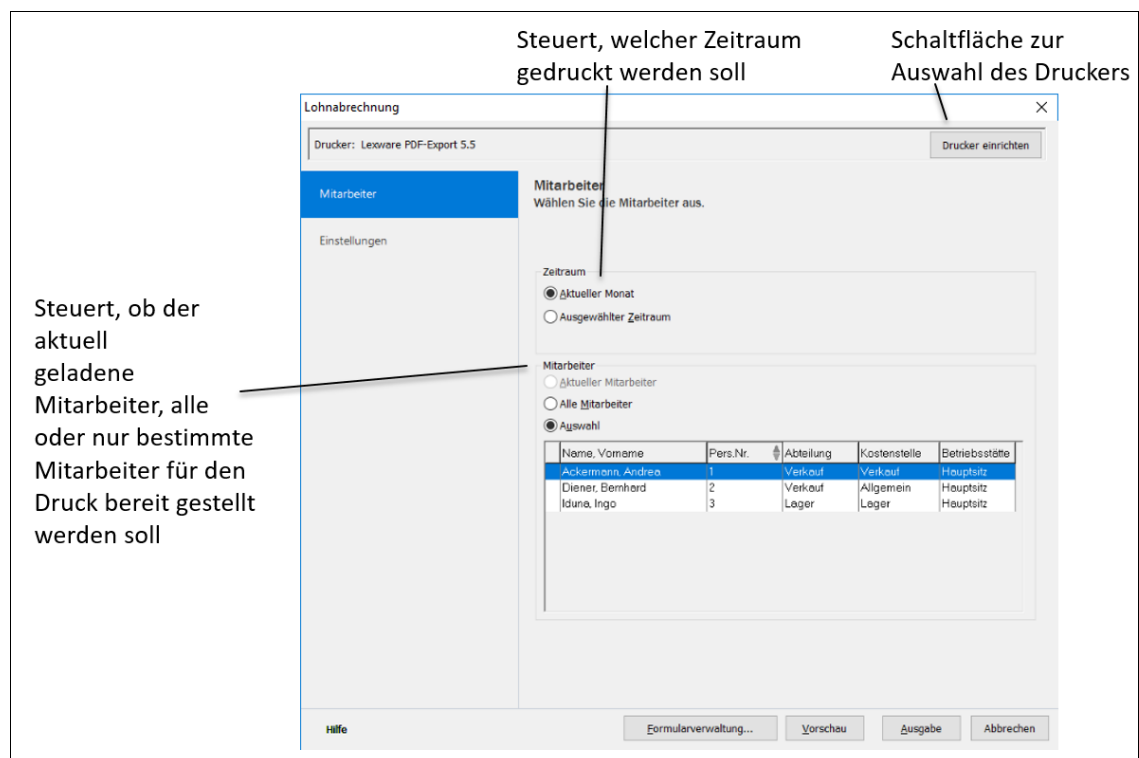 Steuert, welcher Zeitraum
gedruckt werden soll
Schaltfläche zur
Auswahl des Druckers
Lohnabrechnung
Drucker: Lexware PDF-Export 5.5
Drucker einrichten
Mitarbeiter
Einstellungen
Mitarbeiter
Wählen Sie die Mitarbeiter aus.
Zeitraum
Aktueller Monat
Ausgewählter Zeitraum
Steuert, ob der
aktuell
geladene
Mitarbeiter, alle
oder nur bestimmte
Mitarbeiter für den
Druck bereit gestellt
werden soll
Mitarbeiter
Aktueller Mitarbeiter
Alle Mitarbeiter
Auswahl
Name, Vorname Pers.Nr. Abteilung Kostenstelle Betriebsstätte
Ackermann, Andrea 1 Verkauf Verkauf Hauptsitz
Diener, Bernhard 2 Verkauf Allgemein Hauptsitz
Iduna, Ingo 3 Lager Lager Hauptsitz
Hilfe
Formularverwaltung... Vorschau Ausgabe Abbrechen